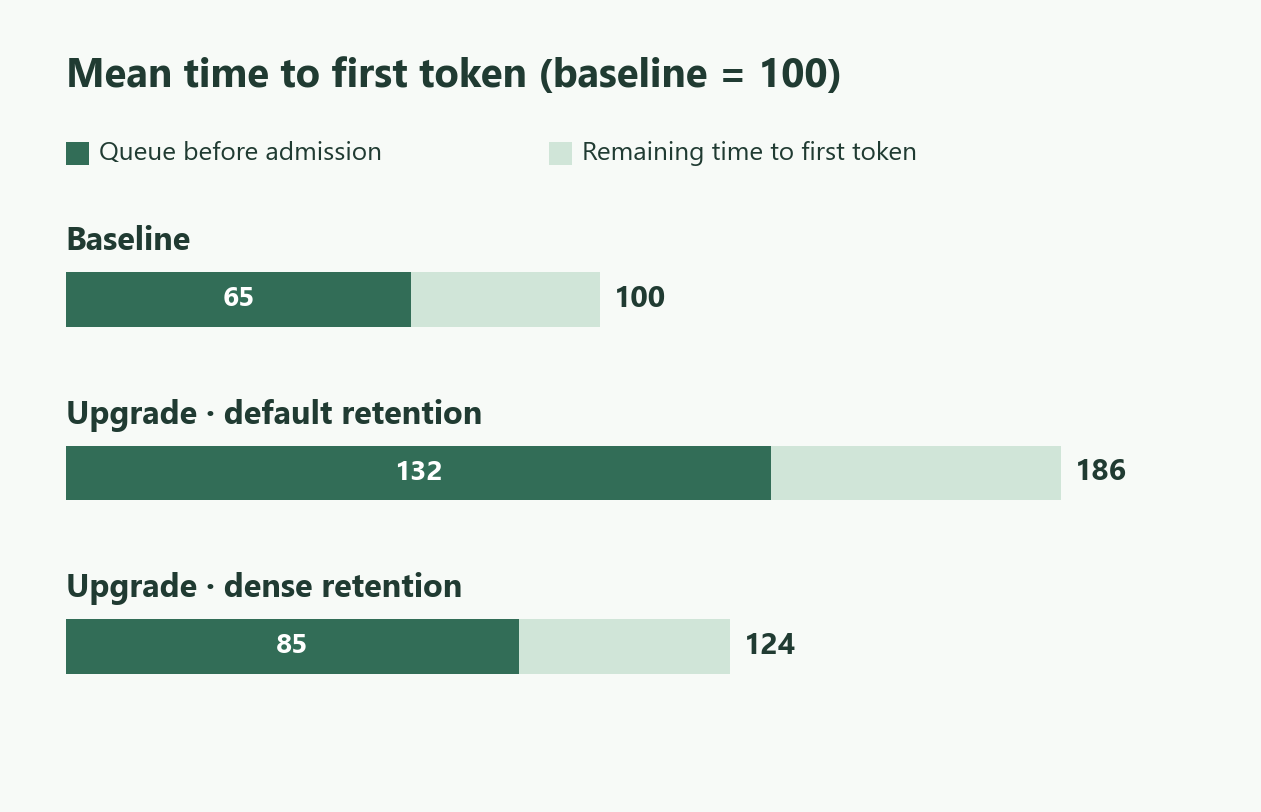 Mean time to first token (baseline = 100)
Queue before admission
Remaining time to first token
Baseline
65
100
Upgrade · default retention
132
186
Upgrade · dense retention
85
124